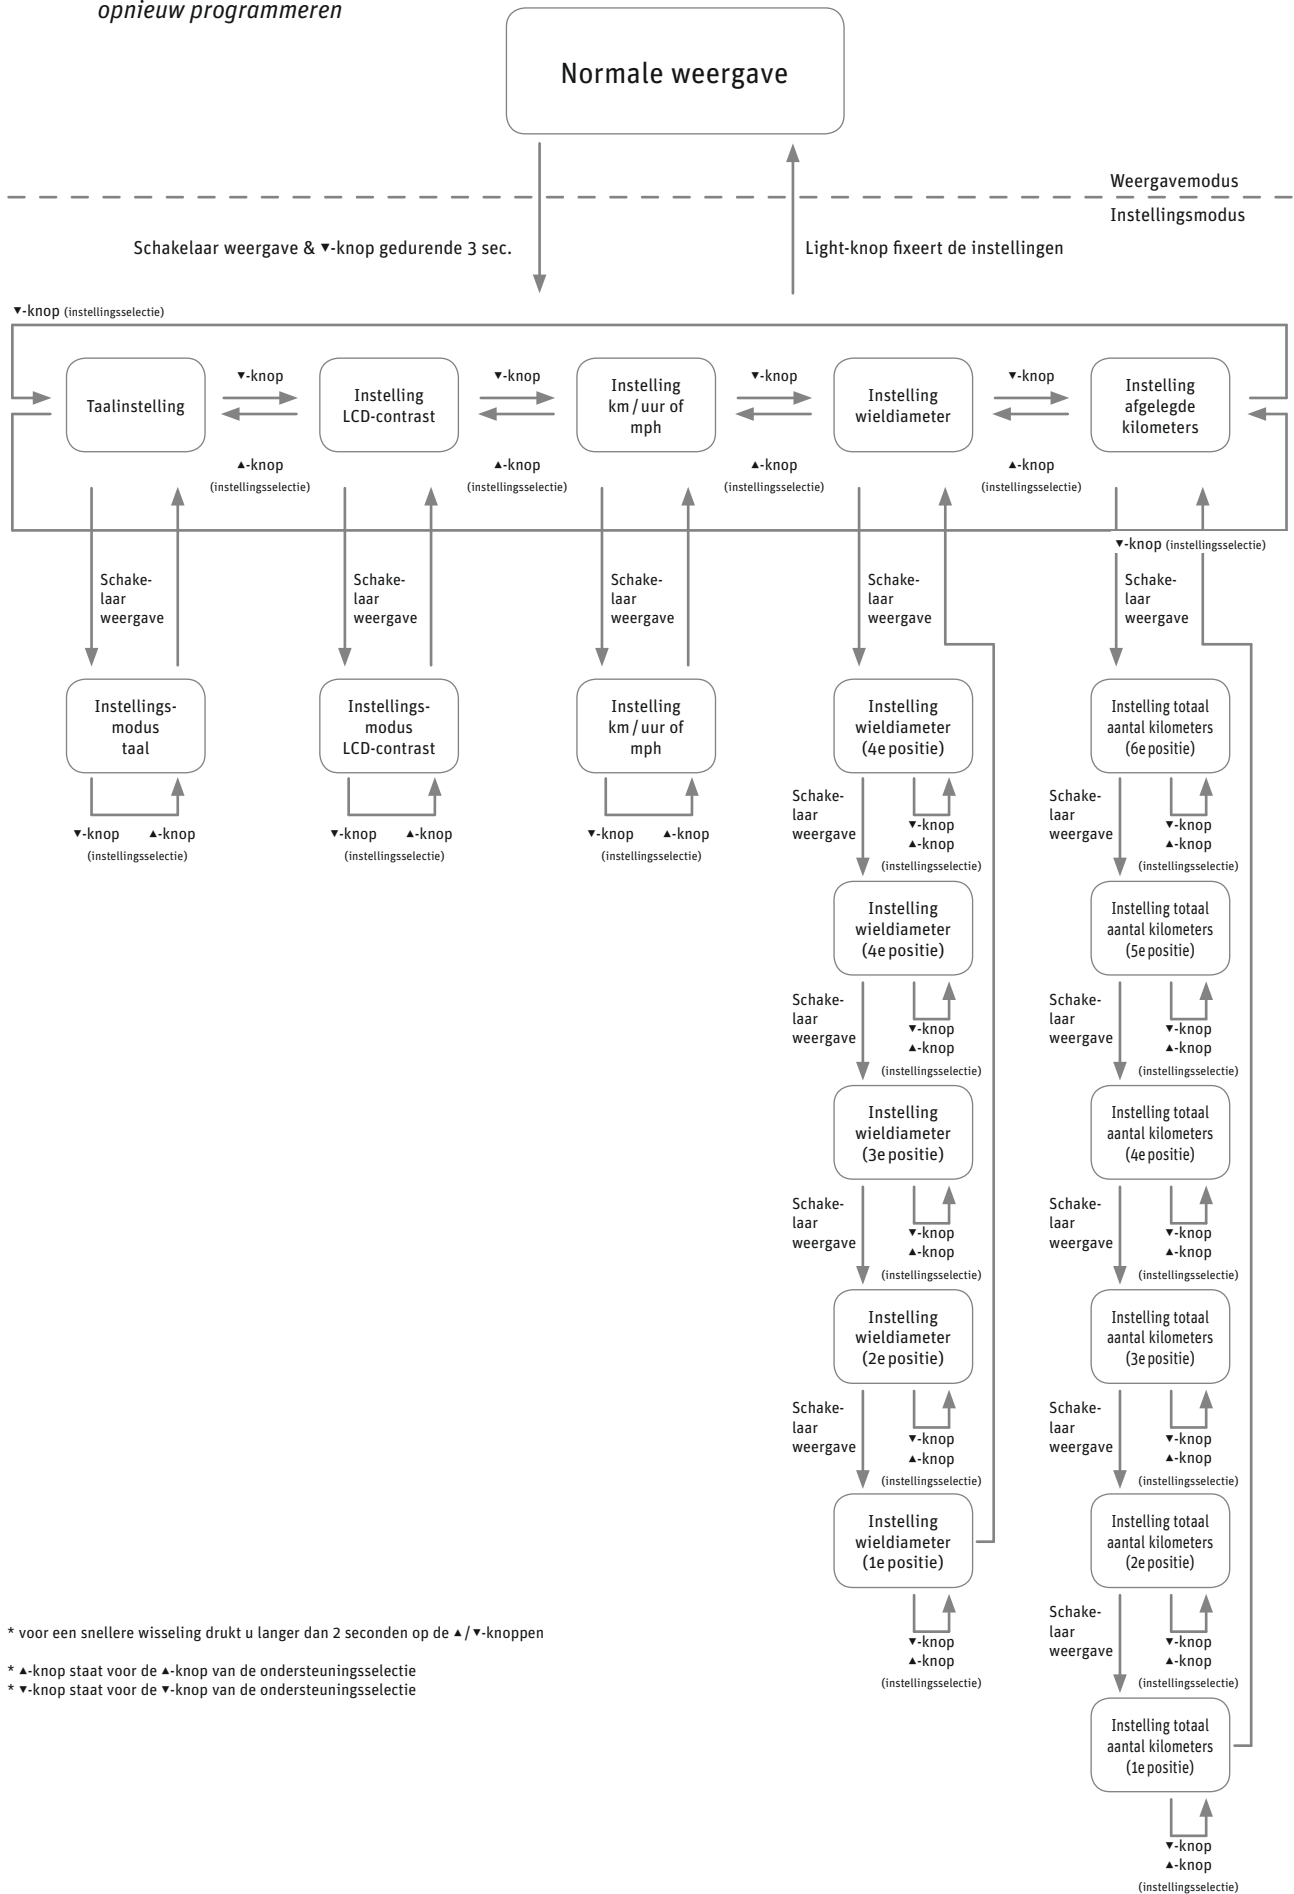 opnieuw programmeren
Normale weergave
Weergavemodus
Instellingsmodus
Schakelaar weergave & ▼-knop gedurende 3 sec.
Light-knop fixeert de instellingen
▼-knop (instellingsselectie)
Taalinstelling
▼-knop
▲-knop
(instellingsselectie)
Instelling
LCD-contrast
▼-knop
▲-knop
(instellingsselectie)
Instelling
km / uur of
mph
▼-knop
▲-knop
(instellingsselectie)
Instelling
wieldiameter
▼-knop
▲-knop
(instellingsselectie)
Instelling
afgelegde
kilometers
▼-knop (instellingsselectie)
Schake-
laar
weergave
Schake-
laar
weergave
Schake-
laar
weergave
Schake-
laar
weergave
Schake-
laar
weergave
Instellings-
modus
taal
▼-knop ▲-knop
(instellingsselectie)
Instellings-
modus
LCD-contrast
▼-knop ▲-knop
(instellingsselectie)
Instelling
km / uur of
mph
▼-knop ▲-knop
(instellingsselectie)
Instelling
wieldiameter
(4e positie)
Schake-
laar
weergave
▼-knop
▲-knop
(instellingsselectie)
Instelling
wieldiameter
(4e positie)
Schake-
laar
weergave
▼-knop
▲-knop
(instellingsselectie)
Instelling
wieldiameter
(3e positie)
Schake-
laar
weergave
▼-knop
▲-knop
(instellingsselectie)
Instelling
wieldiameter
(2e positie)
Schake-
laar
weergave
▼-knop
▲-knop
(instellingsselectie)
Instelling
wieldiameter
(1e positie)
▼-knop
▲-knop
(instellingsselectie)
Instelling totaal
aantal kilometers
(6e positie)
Schake-
laar
weergave
▼-knop
▲-knop
(instellingsselectie)
Instelling totaal
aantal kilometers
(5e positie)
Schake-
laar
weergave
▼-knop
▲-knop
(instellingsselectie)
Instelling totaal
aantal kilometers
(4e positie)
Schake-
laar
weergave
▼-knop
▲-knop
(instellingsselectie)
Instelling totaal
aantal kilometers
(3e positie)
Schake-
laar
weergave
▼-knop
▲-knop
(instellingsselectie)
Instelling totaal
aantal kilometers
(2e positie)
Schake-
laar
weergave
▼-knop
▲-knop
(instellingsselectie)
Instelling totaal
aantal kilometers
(1e positie)
▼-knop
▲-knop
(instellingsselectie)
* voor een snellere wisseling drukt u langer dan 2 seconden op de ▲/▼-knoppen
* ▲-knop staat voor de ▲-knop van de ondersteuningsselectie
* ▼-knop staat voor de ▼-knop van de ondersteuningsselectie